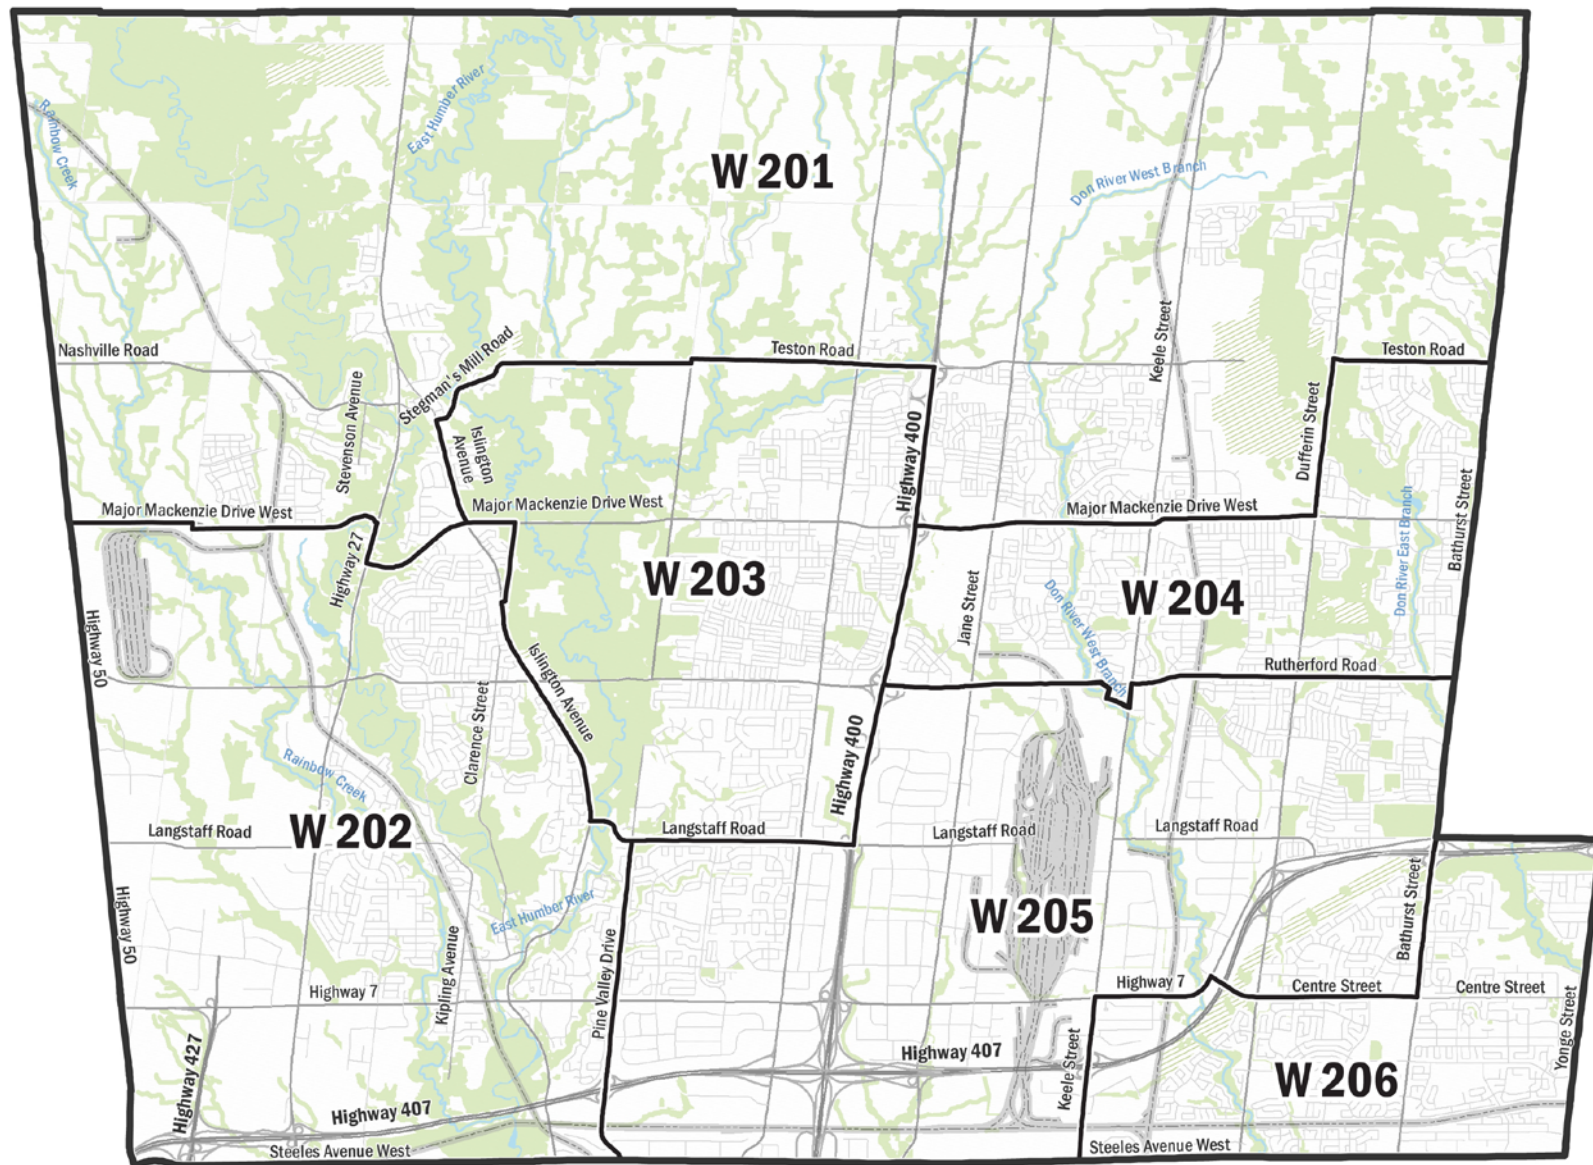 East Humber River
Rainbow Creek
W 201
Don River West Branch
Nashville Road
Stegman's Mill Road
Teston Road
Keele Street
Teston Road
Stevenson Avenue
Islington
Avenue
Highway 400
Dufferin Street
Bathurst Street
Major Mackenzie Drive West
Major Mackenzie Drive West
Major Mackenzie Drive West
Don River East Branch
Highway 27
W 203
W 204
Highway 50
Jane Street
Don River West Branch
Islington Avenue
Rutherford Road
Clarence Street
Rainbow Creek
Highway 400
W 202
Langstaff Road
Langstaff Road
Langstaff Road
Langstaff Road
Highway 50
East Humber River
W 205
Bathurst Street
Kipling Avenue
Pine Valley Drive
Highway 7
Highway 7
Centre Street
Centre Street
Yonge Street
Highway 427
Highway 407
Keele Street
W 206
Highway 407
Steeles Avenue West
Steeles Avenue West